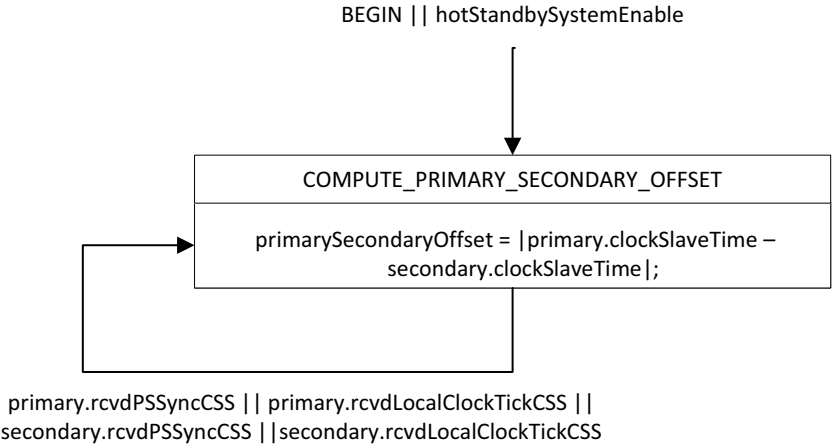 BEGIN || hotStandbySystemEnable
COMPUTE_PRIMARY_SECONDARY_OFFSET
primarySecondaryOffset = |primary.clockSlaveTime –
secondary.clockSlaveTime|;
primary.rcvdPSSyncCSS || primary.rcvdLocalClockTickCSS ||
secondary.rcvdPSSyncCSS ||secondary.rcvdLocalClockTickCSS